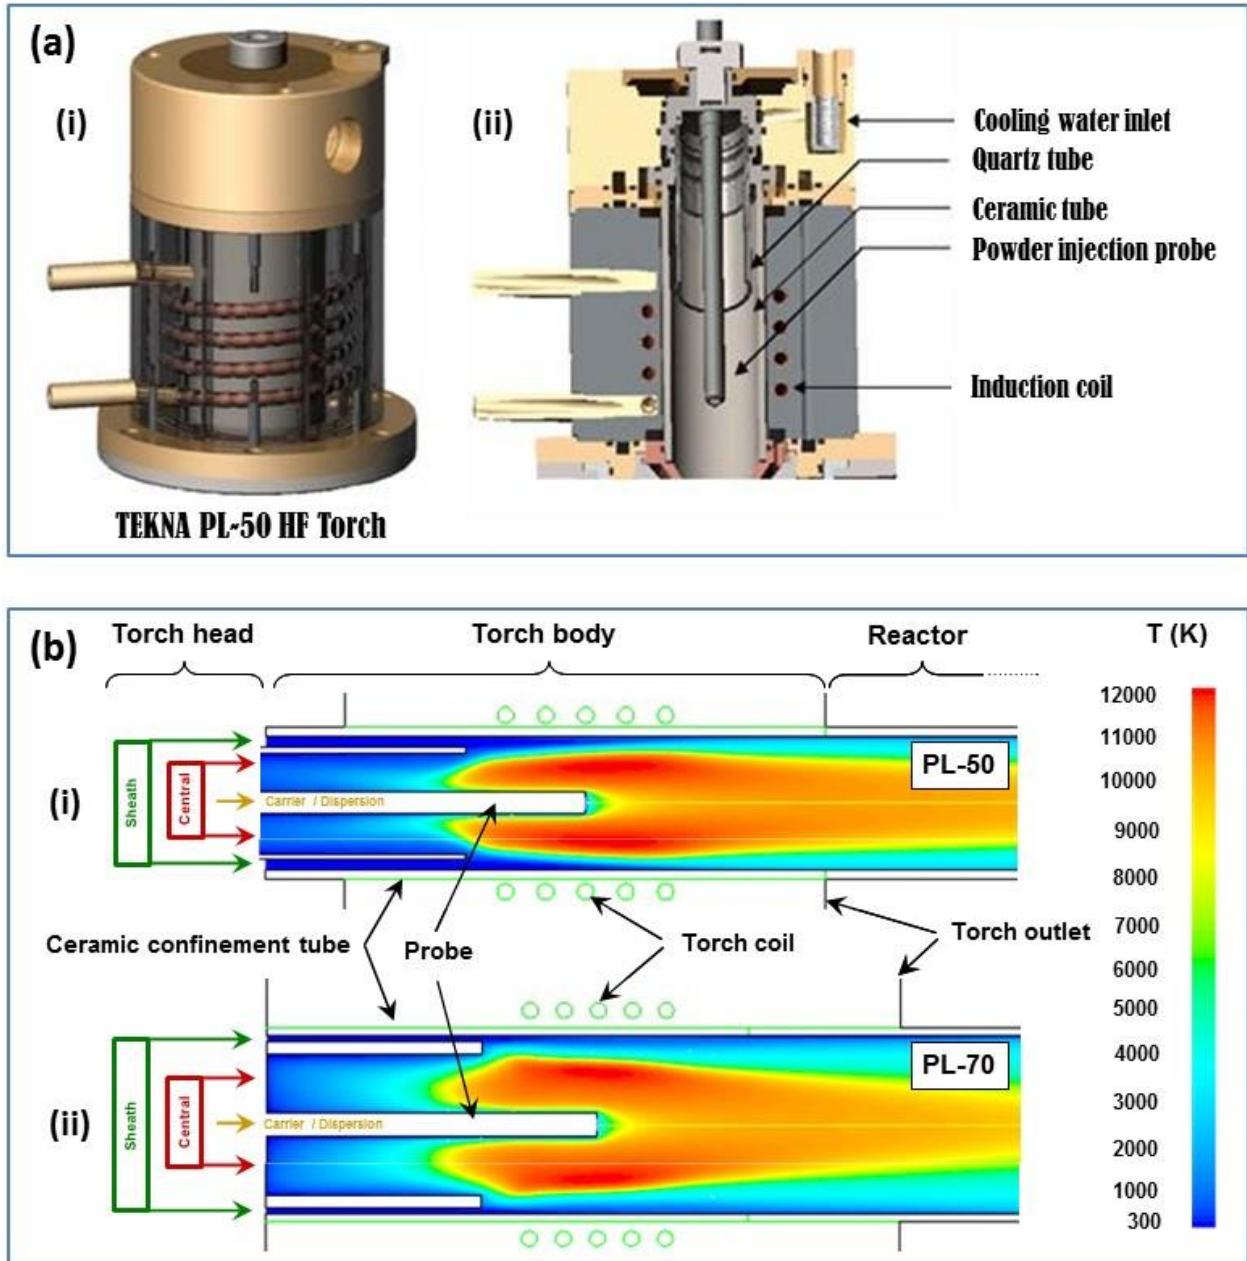 (a)
(i)
(ii)
Cooling water inlet
Quartz tube
Ceramic tube
Powder injection probe
Induction coil
TEKNA PL-50 HF Torch
(b)
Torch head
Torch body
Reactor
T (K)
12000
11000
10000
9000
8000
7000
6000
5000
4000
3000
2000
1000
300
(i)
Sheath
Central
Carrier / Dispersion
PL-50
Ceramic confinement tube
Probe
Torch coil
Torch outlet
(ii)
Sheath
Central
Carrier / Dispersion
PL-70